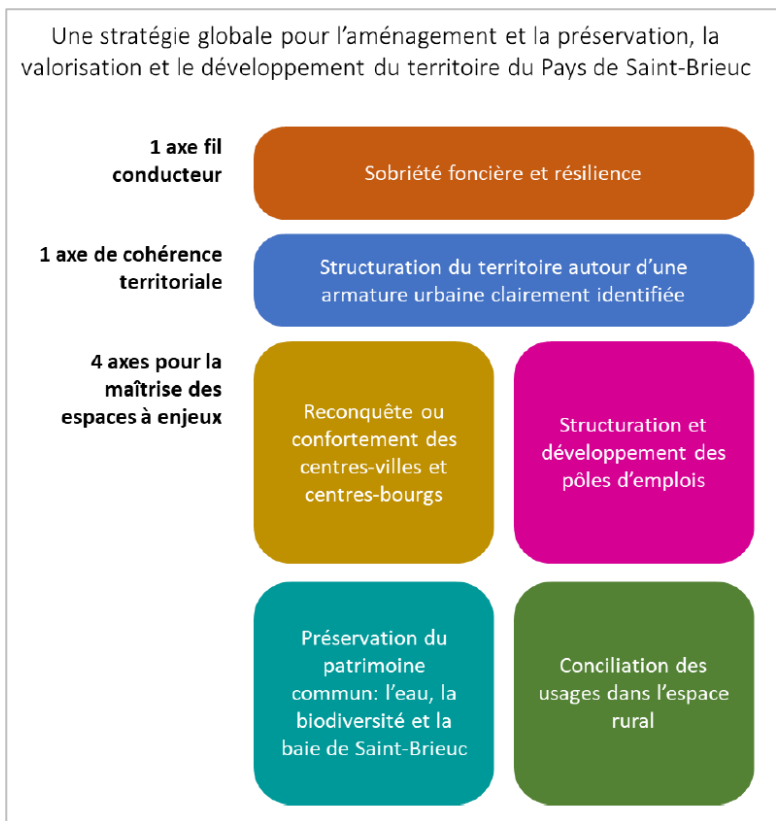 Une stratégie globale pour l’aménagement et la préservation, la
valorisation et le développement du territoire du Pays de Saint-Brieuc
1 axe fil
conducteur
Sobriété foncière et résilience
1 axe de cohérence
territoriale
Structuration du territoire autour d’une
armature urbaine clairement identifiée
4 axes pour la
maîtrise des
espaces à enjeux
Reconquête ou
confortement des
centres-villes et
centres-bourgs
Structuration et
développement des
pôles d’emplois
Préservation du
patrimoine
commun: l’eau, la
biodiversité et la
baie de Saint-Brieuc
Conciliation des
usages dans l’espace
rural